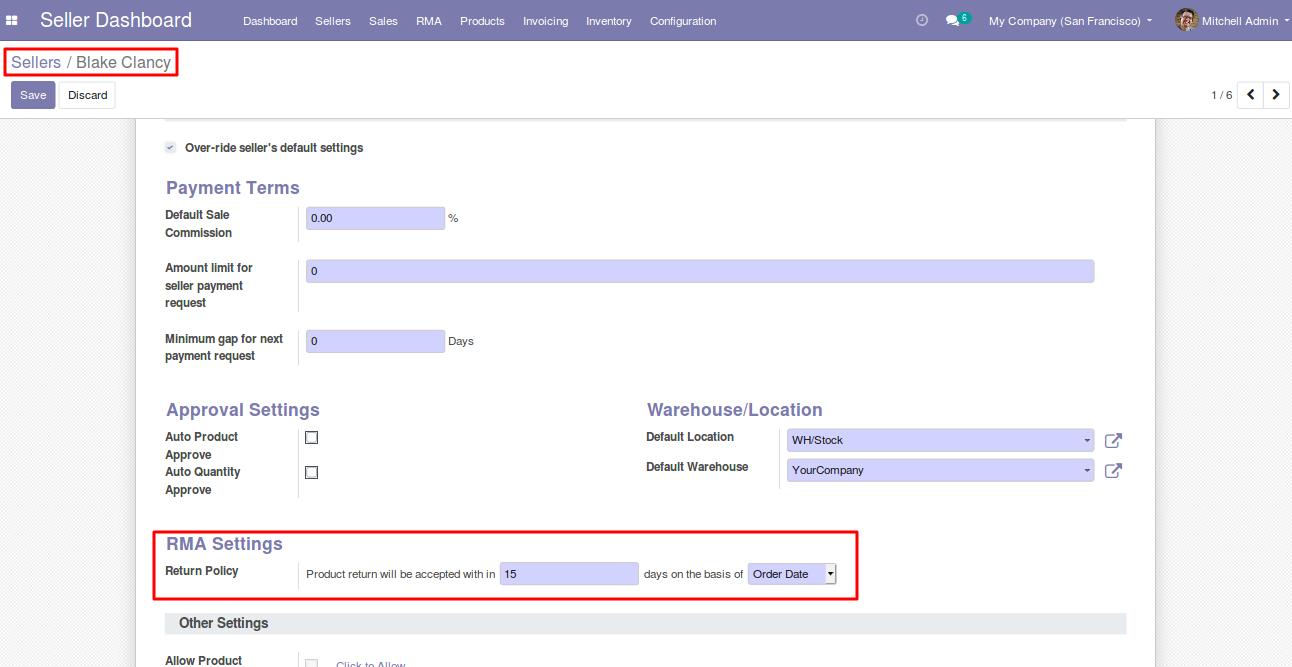 Seller Dashboard Dashboard Sellers Sales RMA Products Invoicing Inventory Configuration 6 My Company (San Francisco) Mitchell Admin
Sellers / Blake Clancy
Save Discard 1 / 6
Over-ride seller's default settings
Payment Terms
Default Sale
Commission
0.00 %
Amount limit for
seller payment
request
0
Minimum gap for next
payment request
0 Days
Approval Settings
Auto Product
Approve
Auto Quantity
Approve
Warehouse/Location
Default Location WH/Stock
Default Warehouse YourCompany
RMA Settings
Return Policy Product return will be accepted with in 15 days on the basis of Order Date
Other Settings
Allow Product Click to Allow